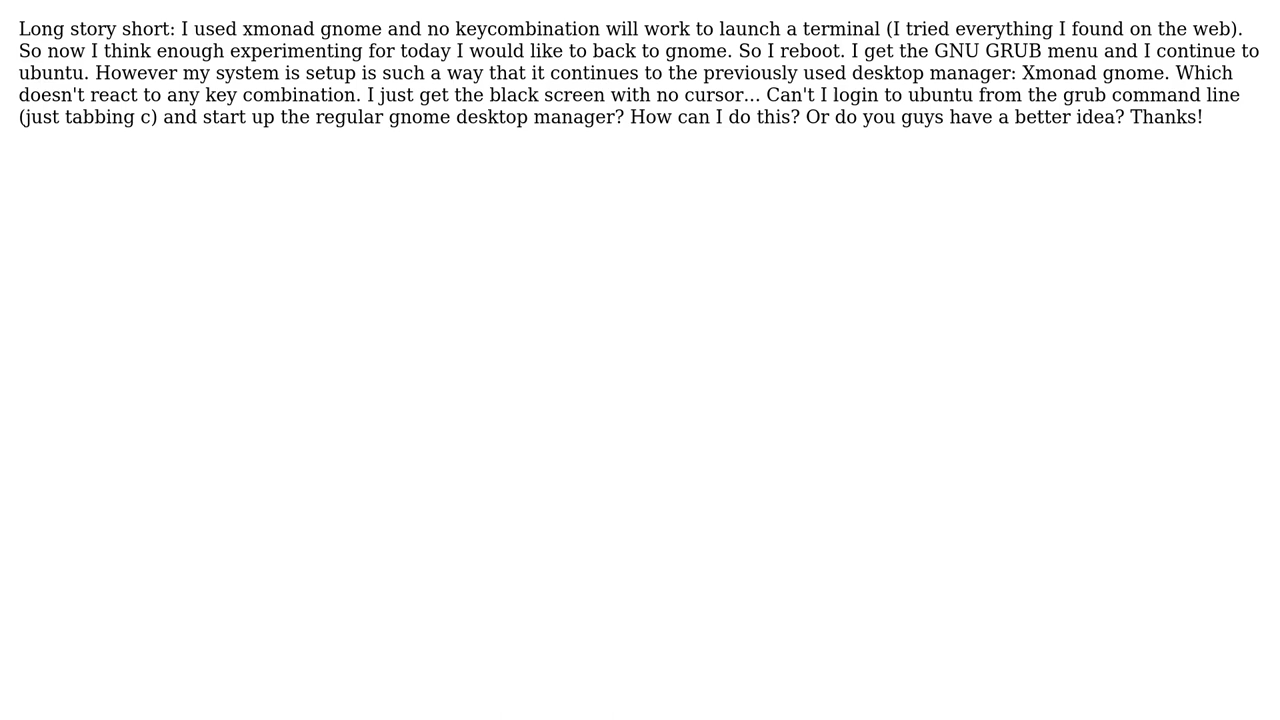 Long story short: I used xmonad gnome and no keycombination will work to launch a terminal (I tried everything I found on the web).
So now I think enough experimenting for today I would like to back to gnome. So I reboot. I get the GNU GRUB menu and I continue to
ubuntu. However my system is setup is such a way that it continues to the previously used desktop manager: Xmonad gnome. Which
doesn't react to any key combination. I just get the black screen with no cursor... Can't I login to ubuntu from the grub command line
(just tabbing c) and start up the regular gnome desktop manager? How can I do this? Or do you guys have a better idea? Thanks!